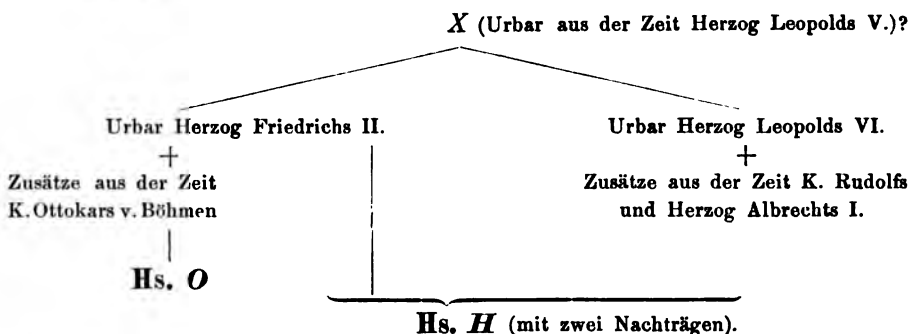 X (Urbar aus der Zeit Herzog Leopolds V.)?
Urbar Herzog Friedrichs II.
+
Zusätze aus der Zeit
K. Ottokars v. Böhmen
Hs. O
Urbar Herzog Leopolds VI.
+
Zusätze aus der Zeit K. Rudolfs
und Herzog Albrechts I.
Hs. H (mit zwei Nachträgen).